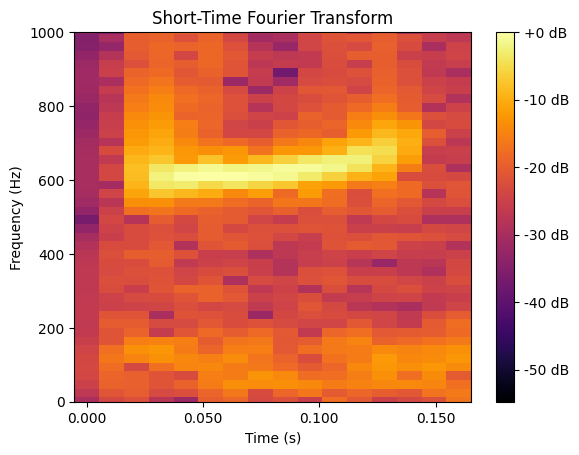 Short-Time Fourier Transform
1000
800
600
400
200
0
Frequency (Hz)
0.000
0.050
0.100
0.150
Time (s)
+0 dB
-10 dB
-20 dB
-30 dB
-40 dB
-50 dB